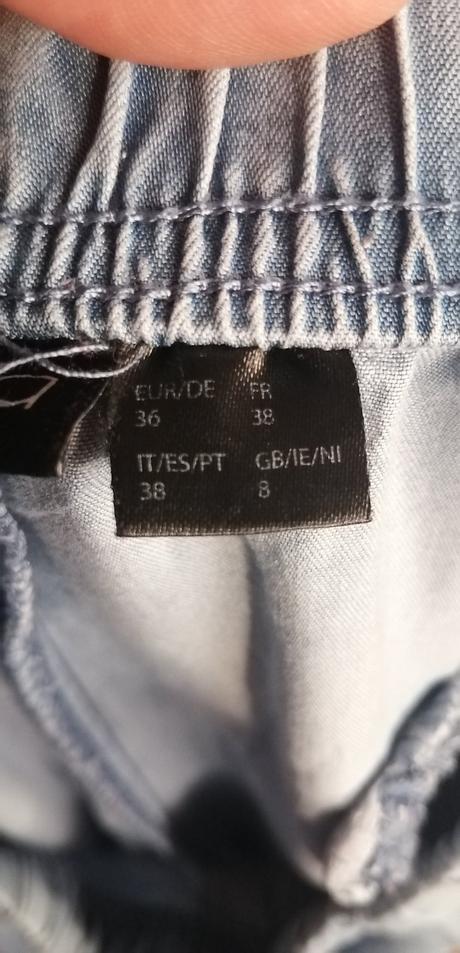 EUR/DE FR
36 38
IT/ES/PT GB/IE/NI
38 8